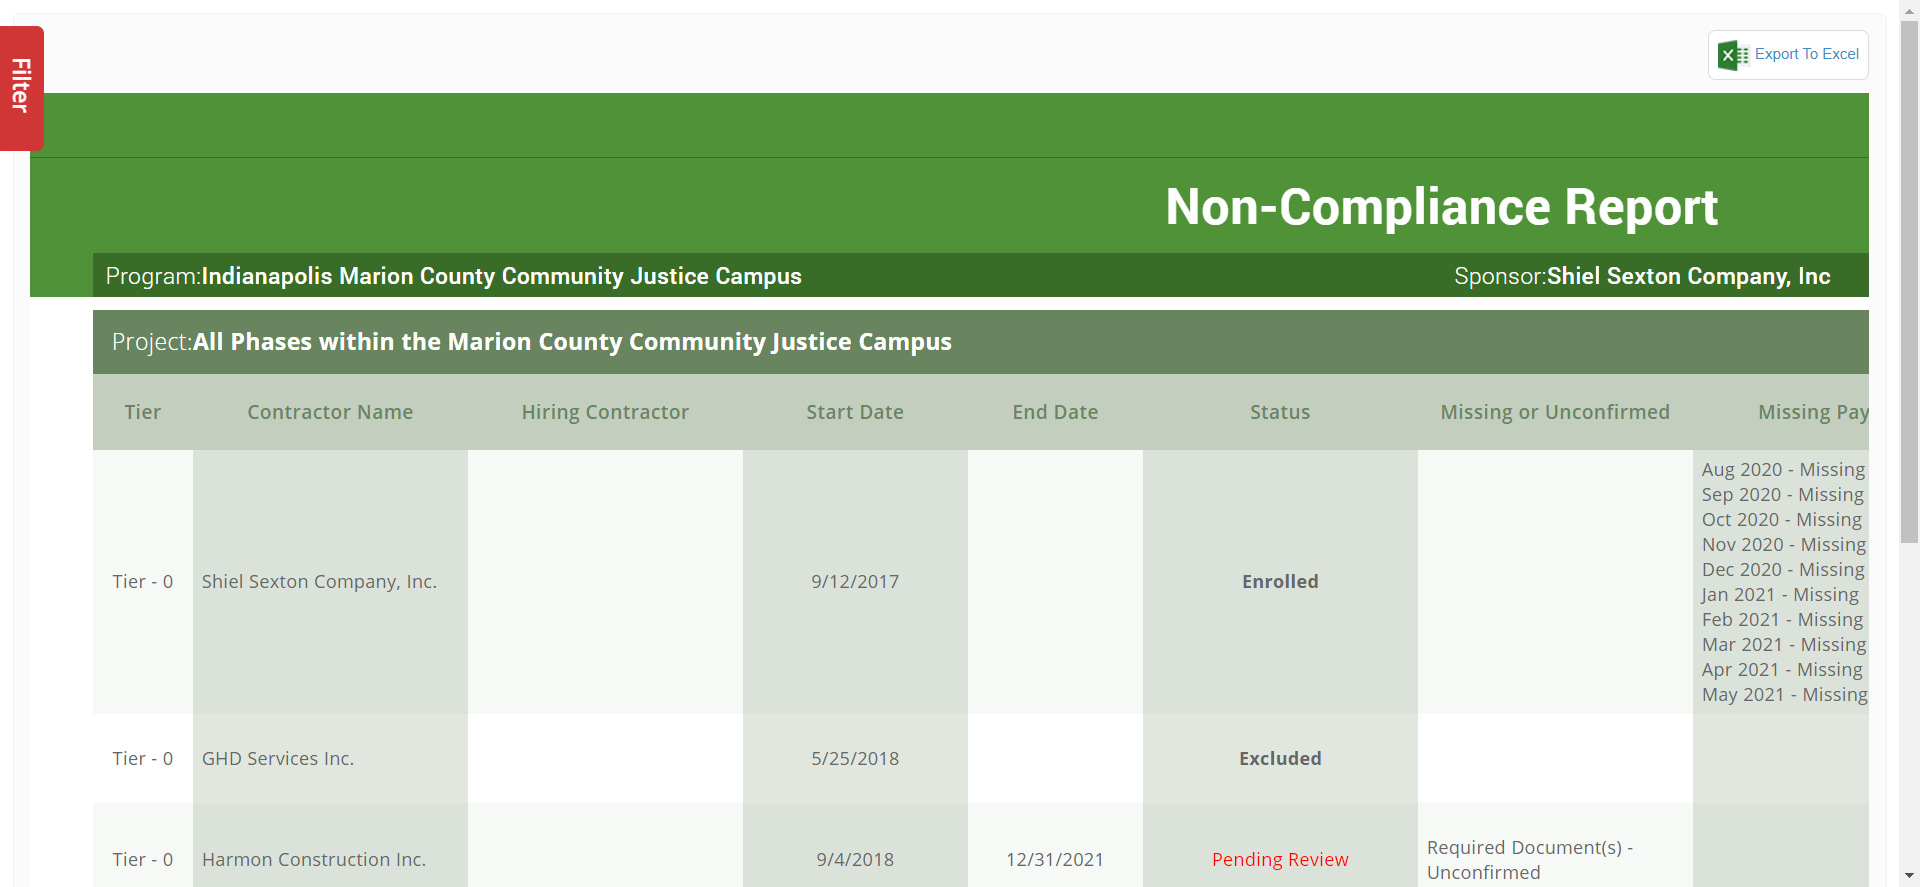 Filter
Export To Excel
Non-Compliance Report
Program:Indianapolis Marion County Community Justice Campus
Sponsor:Shiel Sexton Company, Inc
Project:All Phases within the Marion County Community Justice Campus
Tier
Contractor Name
Hiring Contractor
Start Date
End Date
Status
Missing or Unconfirmed
Missing Pay
Tier - 0
Shiel Sexton Company, Inc.
9/12/2017
Enrolled
Aug 2020 - Missing
Sep 2020 - Missing
Oct 2020 - Missing
Nov 2020 - Missing
Dec 2020 - Missing
Jan 2021 - Missing
Feb 2021 - Missing
Mar 2021 - Missing
Apr 2021 - Missing
May 2021 - Missing
Tier - 0
GHD Services Inc.
5/25/2018
Excluded
Tier - 0
Harmon Construction Inc.
9/4/2018
12/31/2021
Pending Review
Required Document(s) -
Unconfirmed